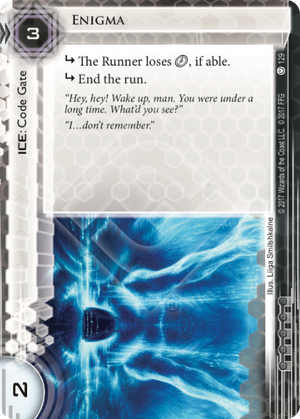 ENIGMA
3
↳ The Runner loses, if able.
↳ End the run.
"Hey, hey! Wake up, man. You were under a
long time. What'd you see?"
"I...don't remember."
ICE: Code Gate
129
© 2017 Wizards of the Coast LLC. © 2017 FFG
Illus. Liiga Smilshkalne
2